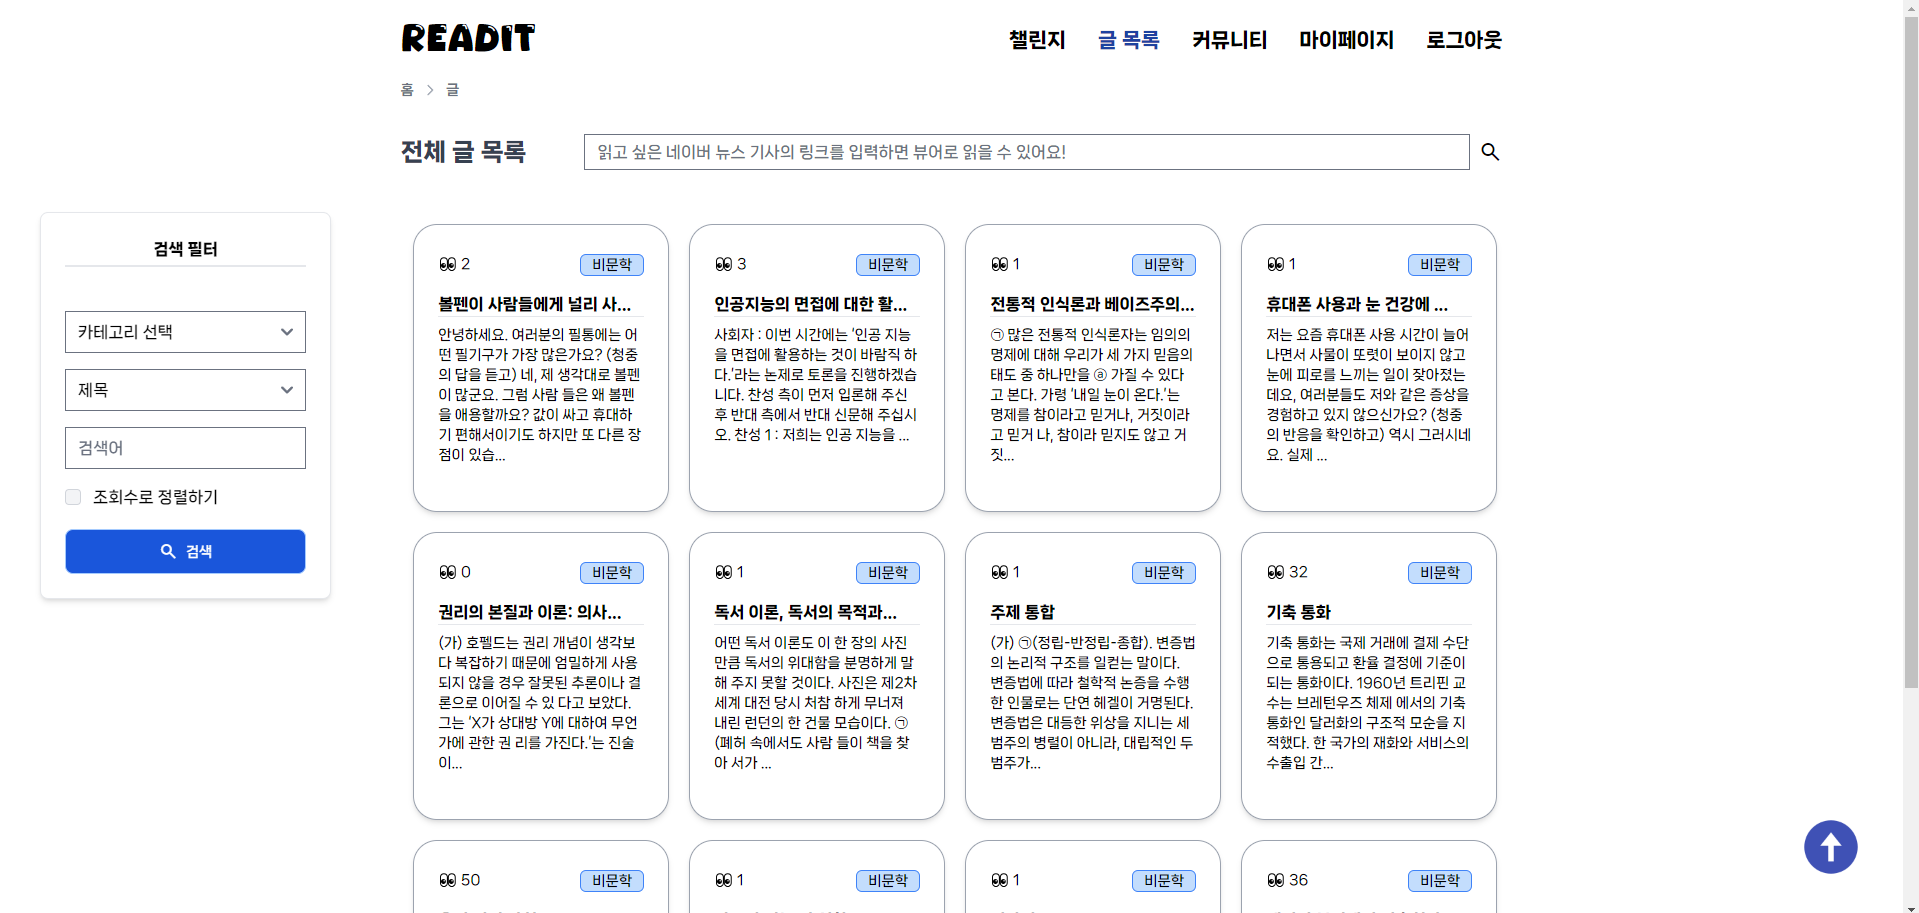 READIT
챌린지 글 목록 커뮤니티 마이페이지 로그아웃
홈 > 글
전체 글 목록
읽고 싶은 네이버 뉴스 기사의 링크를 입력하면 뷰어로 읽을 수 있어요!
검색 필터
카테고리 선택
제목
검색어
조회수로 정렬하기
검색
2 비문학
볼펜이 사람들에게 널리 사...
안녕하세요. 여러분의 필통에는 어
떤 필기구가 가장 많은가요? (청중
의 답을 듣고) 네, 제 생각대로 볼펜
이 많군요. 그럼 사람 들은 왜 볼펜
을 애용할까요? 값이 싸고 휴대하
기 편해서이기도 하지만 또 다른 장
점이 있습...
3 비문학
인공지능의 면접에 대한 활...
사회자 : 이번 시간에는 ‘인공 지능
을 면접에 활용하는 것이 바람직 하
다.’라는 논제로 토론을 진행하겠습
니다. 찬성 측이 먼저 입론해 주신
후 반대 측에서 반대 신문해 주십시
오. 찬성 1 : 저희는 인공 지능을 ...
1 비문학
전통적 인식론과 베이즈주의...
㉠ 많은 전통적 인식론자는 임의의
명제에 대해 우리가 세 가지 믿음의
태도 중 하나만을 ⓐ 가질 수 있다
고 본다. 가령 ‘내일 눈이 온다.’는
명제를 참이라고 믿거나, 거짓이라
고 믿거 나, 참이라 믿지도 않고 거
짓...
1 비문학
휴대폰 사용과 눈 건강에 ...
저는 요즘 휴대폰 사용 시간이 늘어
나면서 사물이 또렷이 보이지 않고
눈에 피로를 느끼는 일이 잦아졌는
데요, 여러분들도 저와 같은 증상을
경험하고 있지 않으신가요? (청중
의 반응을 확인하고) 역시 그러시네
요. 실제 ...
0 비문학
권리의 본질과 이론: 의사...
(가) 호펠드는 권리 개념이 생각보
다 복잡하기 때문에 엄밀하게 사용
되지 않을 경우 잘못된 추론이나 결
론으로 이어질 수 있 다고 보았다.
그는 ‘X가 상대방 Y에 대하여 무언
가에 관한 권 리를 가진다.’는 진술
이...
1 비문학
독서 이론, 독서의 목적과...
어떤 독서 이론도 이 한 장의 사진
만큼 독서의 위대함을 분명하게 말
해 주지 못할 것이다. 사진은 제2차
세계 대전 당시 처참 하게 무너져
내린 런던의 한 건물 모습이다. ㉠
(폐허 속에서도 사람 들이 책을 찾
아 서가 ...
1 비문학
주제 통합
(가) ㉠(정립-반정립-종합). 변증법
의 논리적 구조를 일컫는 말이다.
변증법에 따라 철학적 논증을 수행
한 인물로는 단연 헤겔이 거명된다.
변증법은 대등한 위상을 지니는 세
범주의 병렬이 아니라, 대립적인 두
범주가...
32 비문학
기축 통화
기축 통화는 국제 거래에 결제 수단
으로 통용되고 환율 결정에 기준이
되는 통화이다. 1960년 트리핀 교
수는 브레턴우즈 체제 에서의 기축
통화인 달러화의 구조적 모순을 지
적했다. 한 국가의 재화와 서비스의
수출입 간...
50 비문학
1 비문학
1 비문학
36 비문학